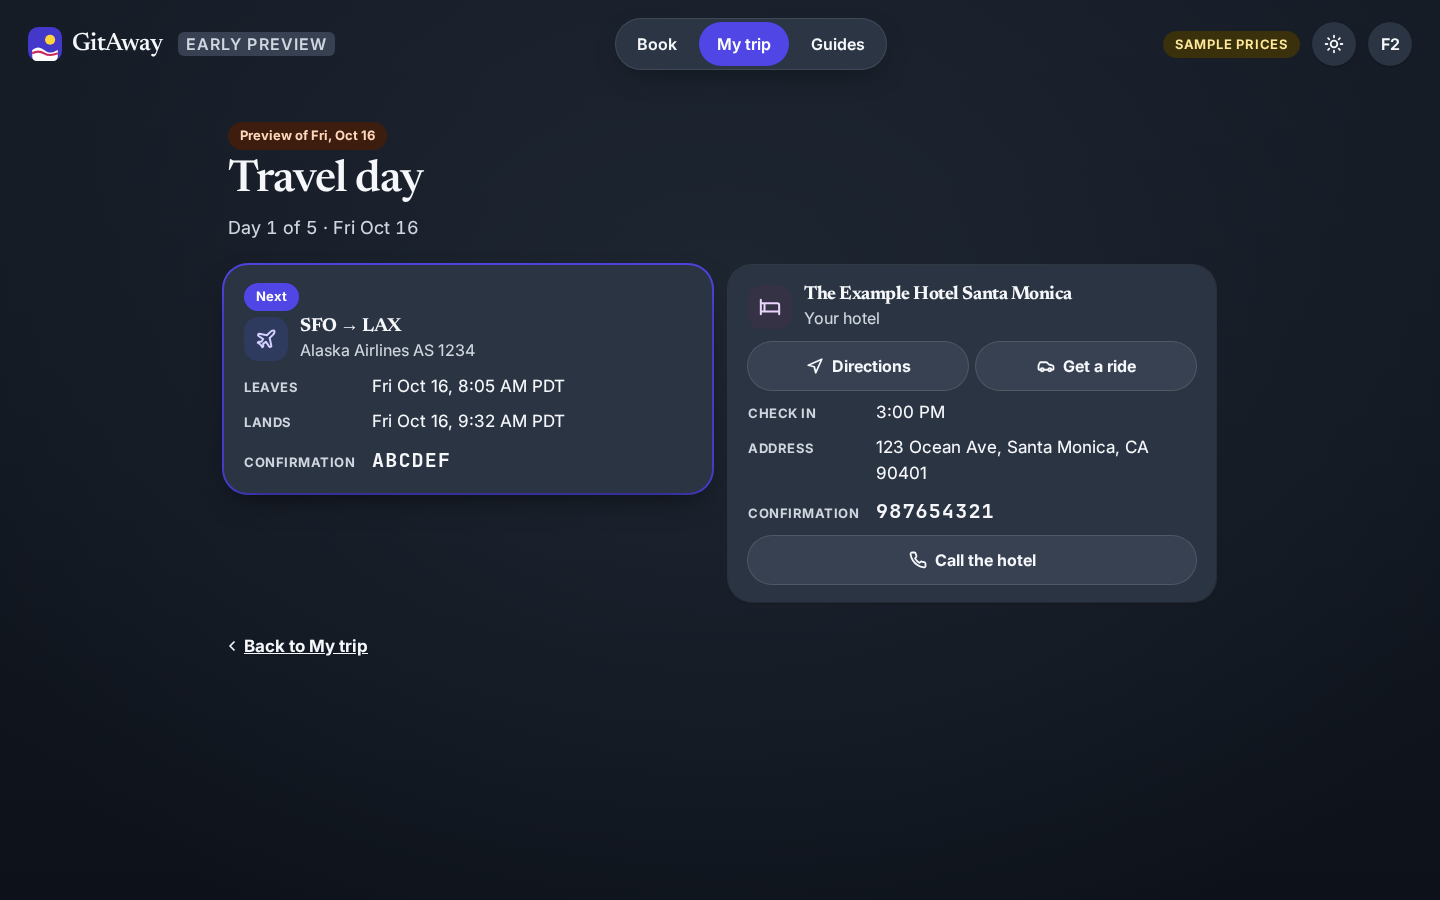 GitAway
EARLY PREVIEW
Book
My trip
Guides
SAMPLE PRICES
F2
Preview of Fri, Oct 16
Travel day
Day 1 of 5 · Fri Oct 16
Next
SFO → LAX
Alaska Airlines AS 1234
LEAVES Fri Oct 16, 8:05 AM PDT
LANDS Fri Oct 16, 9:32 AM PDT
CONFIRMATION ABCDEF
The Example Hotel Santa Monica
Your hotel
Directions
Get a ride
CHECK IN 3:00 PM
ADDRESS 123 Ocean Ave, Santa Monica, CA
90401
CONFIRMATION 987654321
Call the hotel
Back to My trip